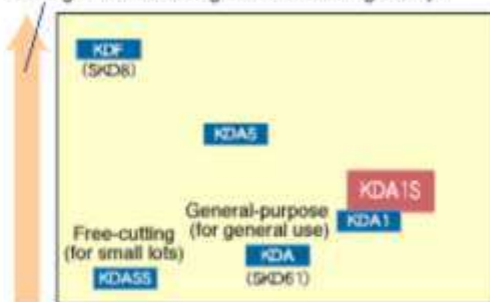 KDF
(SKD8)
KDA5
KDA1S
KDA1
General-purpose
(for general use)
KDA
(SKD61)
Free-cutting
(for small lots)
KDASS